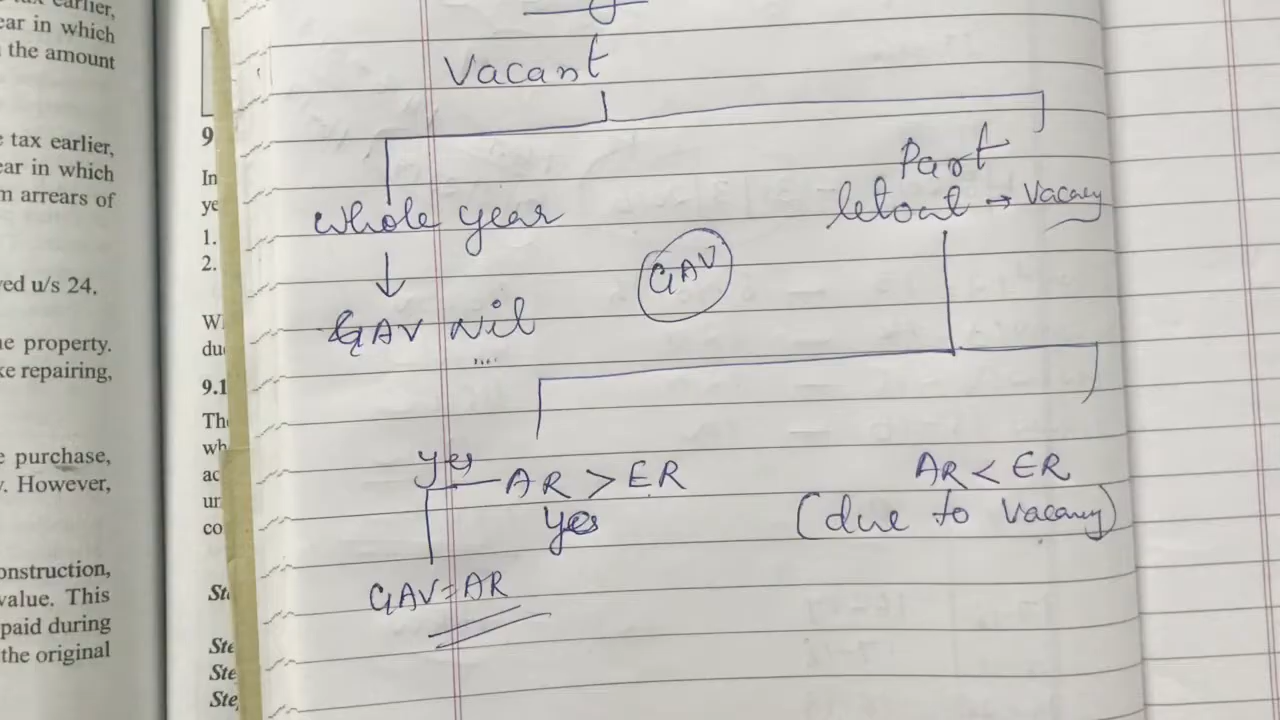 tax earlier,
ear in which
the amount
tax earlier,
ear in which
m arrears of
ed u/s 24,
e property.
ke repairing,
e purchase,
y. However,
onstruction,
value. This
paid during
the original
9
In
ye
1.
2.
W
du
9.1
Th
wh
ac
un
co
St
Ste
Ste
Ste
Vacant
Whole year
Part
letout → Vacancy
GAV
GAV Nil
yes
AR > ER
yes
AR < ER
(due to Vacancy)
GAV = AR